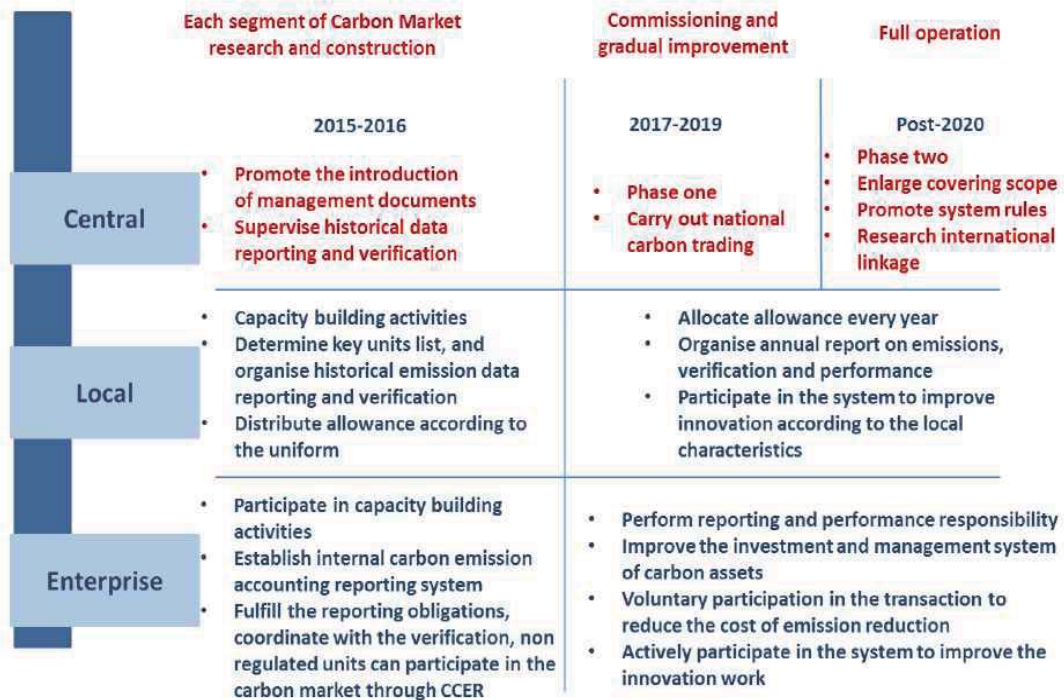 Each segment of Carbon Market
research and construction
Commissioning and
gradual improvement
Full operation
2015-2016
2017-2019
Post-2020
Central
• Promote the introduction
of management documents
• Supervise historical data
reporting and verification
• Phase one
• Carry out national
carbon trading
• Phase two
• Enlarge covering scope
• Promote system rules
• Research international
linkage
Local
• Capacity building activities
• Determine key units list, and
organise historical emission data
reporting and verification
• Distribute allowance according to
the uniform
• Allocate allowance every year
• Organise annual report on emissions,
verification and performance
• Participate in the system to improve
innovation according to the local
characteristics
Enterprise
• Participate in capacity building
activities
• Establish internal carbon emission
accounting reporting system
• Fulfill the reporting obligations,
coordinate with the verification, non
regulated units can participate in the
carbon market through CCER
• Perform reporting and performance responsibility
• Improve the investment and management system
of carbon assets
• Voluntary participation in the transaction to
reduce the cost of emission reduction
• Actively participate in the system to improve the
innovation work